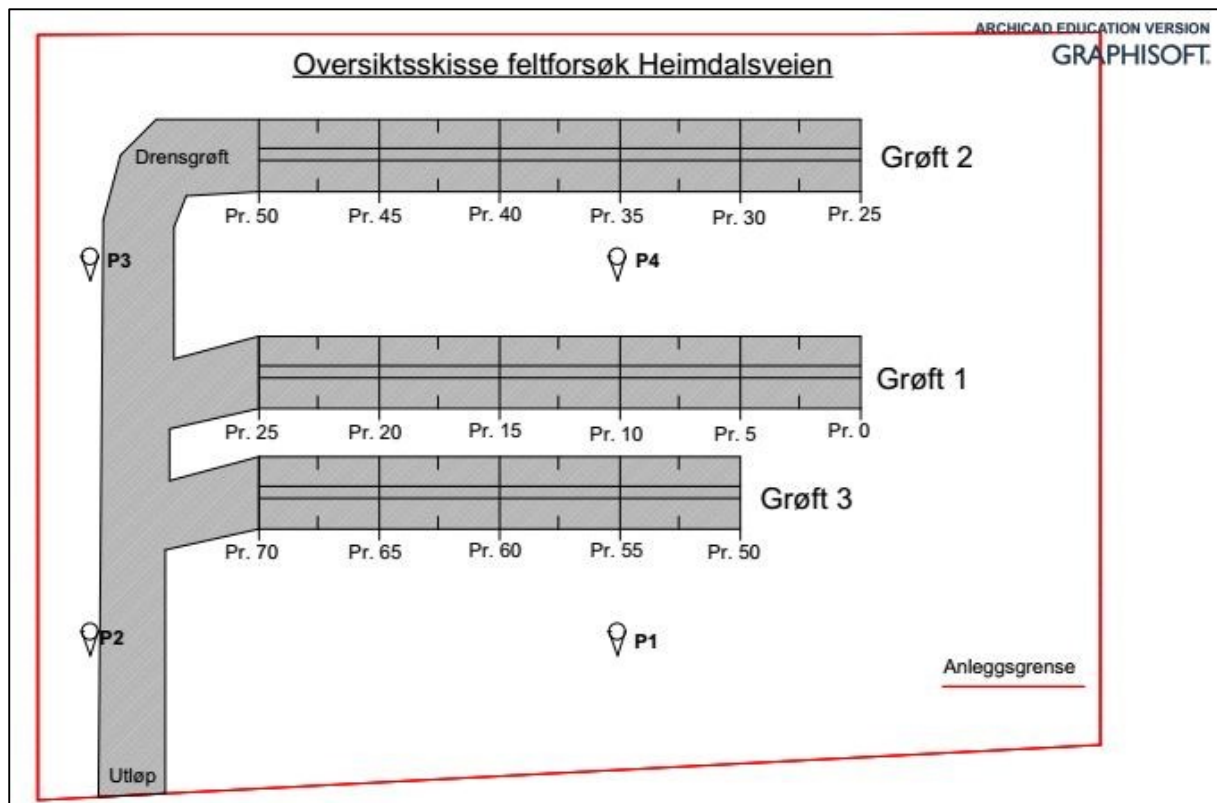 ARCHICAD EDUCATION VERSION
GRAPHISOFT.
Oversiktsskisse feltforsøk Heimdalsveien
Drensgrøft
Grøft 2
Pr. 50 Pr. 45 Pr. 40 Pr. 35 Pr. 30 Pr. 25
P3 P4
Grøft 1
Pr. 25 Pr. 20 Pr. 15 Pr. 10 Pr. 5 Pr. 0
Grøft 3
Pr. 70 Pr. 65 Pr. 60 Pr. 55 Pr. 50
P2 P1
Anleggsgrense
Utløp